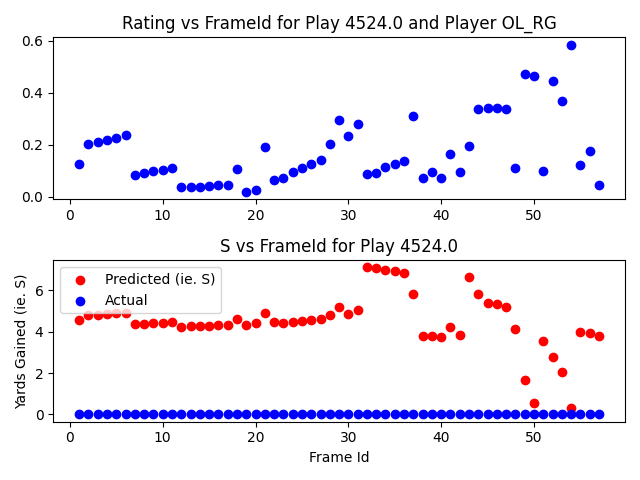 Rating vs FrameId for Play 4524.0 and Player OL_RG
0.6
0.4
0.2
0.0
0 10 20 30 40 50
S vs FrameId for Play 4524.0
Yards Gained (ie. S)
6
4
2
0
Predicted (ie. S)
Actual
0 10 20 30 40 50
Frame Id